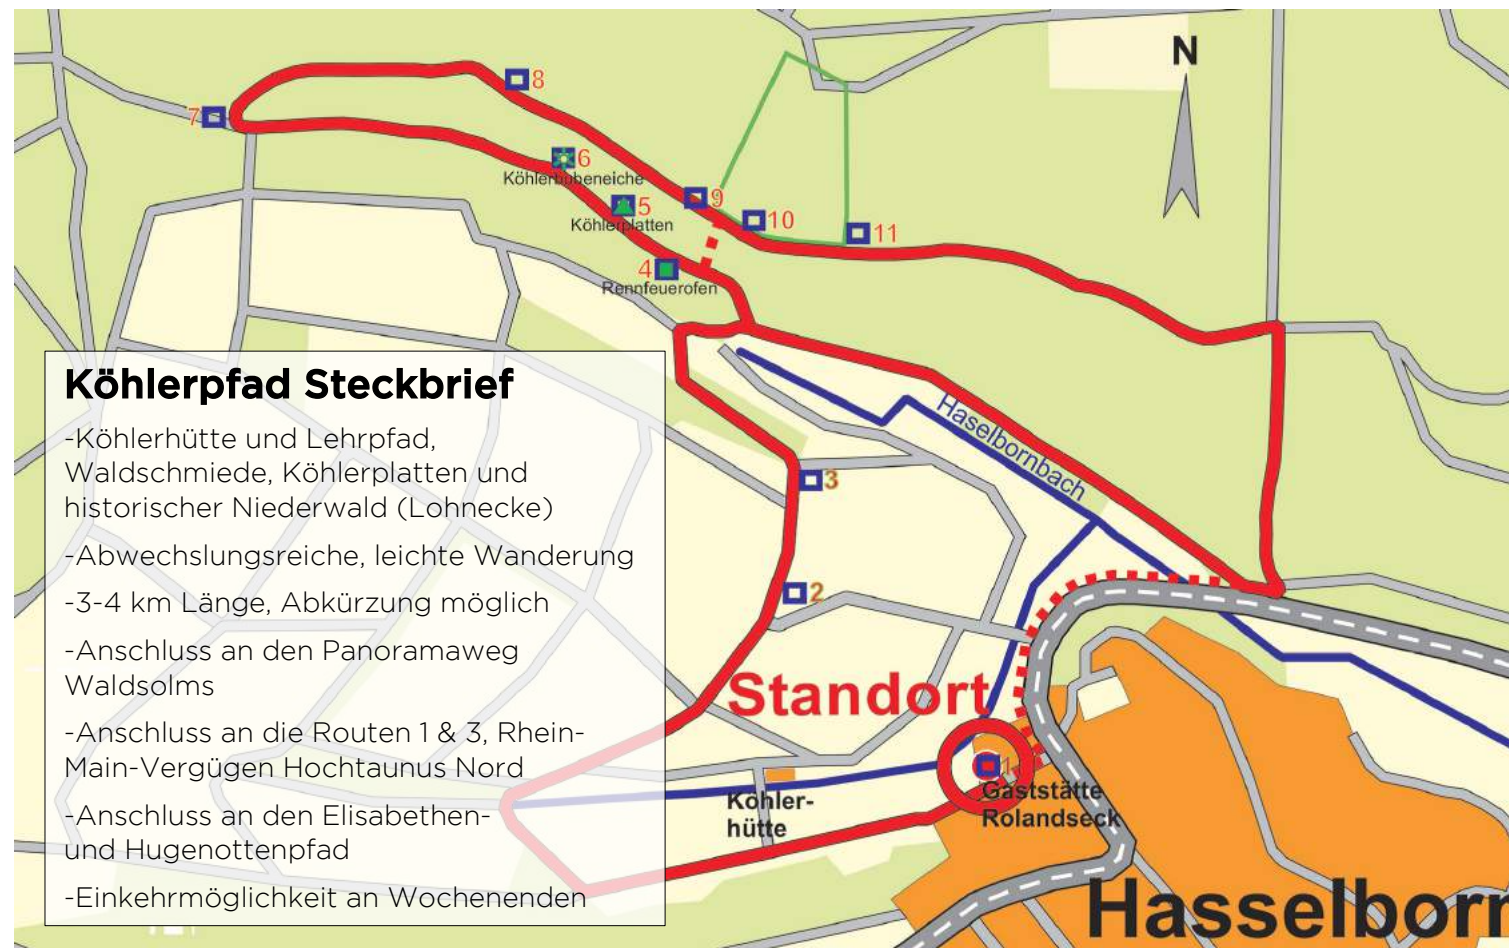 N
8
7
6
Köhlerbubeneiche
5
Köhlerplatten
9
10
11
4
Rennfeuerofen
Köhlerpfad Steckbrief
-Köhlerhütte und Lehrpfad,
Waldschmiede, Köhlerplatten und
historischer Niederwald (Lohnecke)
-Abwechslungsreiche, leichte Wanderung
-3-4 km Länge, Abkürzung möglich
-Anschluss an den Panoramaweg
Waldsolms
-Anschluss an die Routen 1 & 3, Rhein-
Main-Vergügen Hochtaunus Nord
-Anschluss an den Elisabethen-
und Hugenottenpfad
-Einkehrmöglichkeit an Wochenenden
Haselbornbach
3
2
Standort
1
Gaststätte
Rolandseck
Köhler-
hütte
Hasselborn